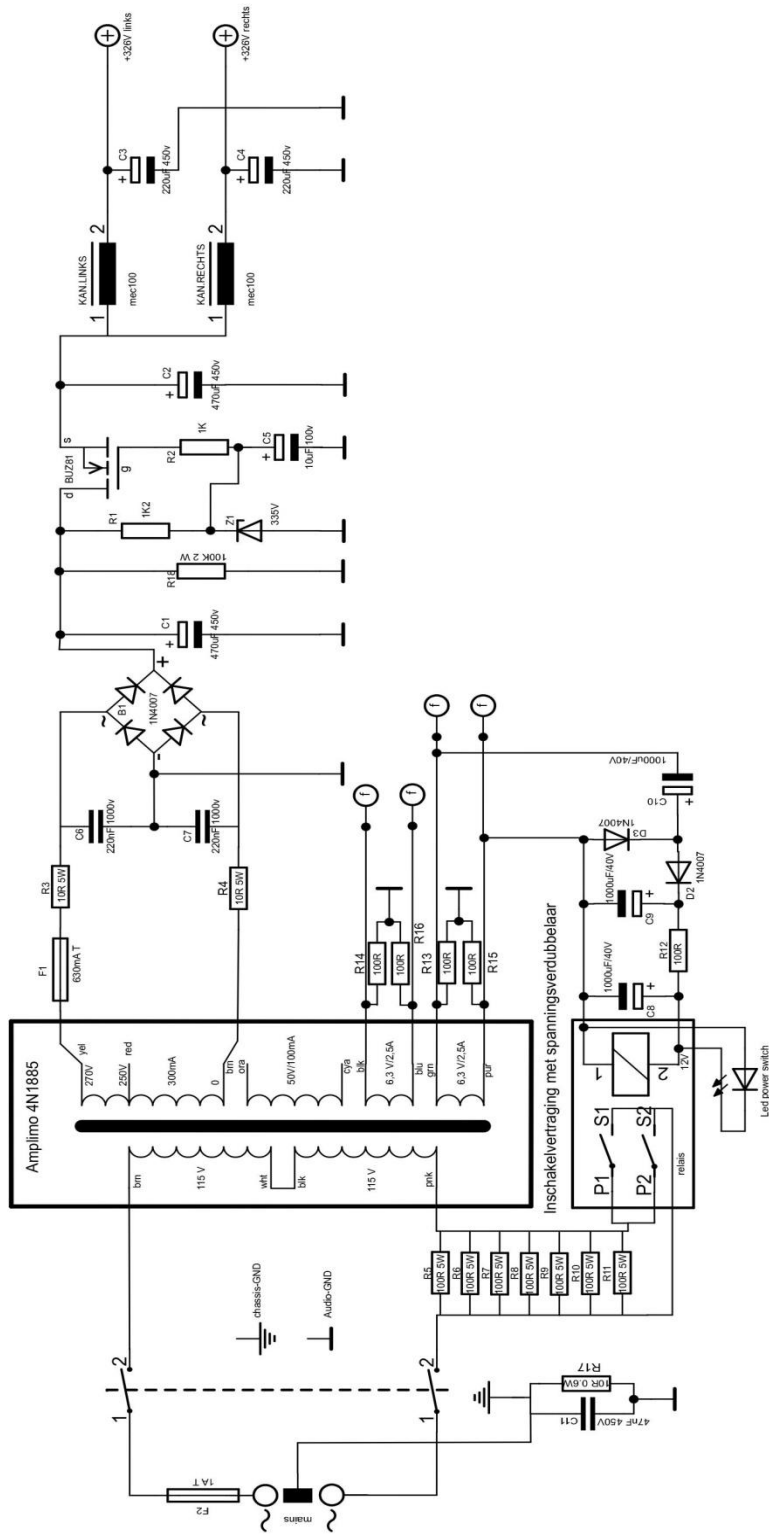 Amplimo 4N1885
F2
1A T
mains
1
2
1
2
chassis-GND
Audio-GND
C11
47nF 450V
R17
10R 0.6W
R5
100R 5W
R6
100R 5W
R7
100R 5W
R8
100R 5W
R9
100R 5W
R10
100R 5W
R11
100R 5W
brn
115 V
wht
blk
115 V
pnk
yel
270V
red
250V
300mA
0
brn
ora
50V/100mA
cya
blk
6,3 V/2,5A
blu
grn
6,3 V/2,5A
pur
F1
630mA T
R3
10R 5W
R4
10R 5W
C6
220nF 1000v
C7
220nF 1000v
B1
1N4007
~
~
-
+
C1
470uF 450v
R18
100K 2 W
R1
1K2
Z1
335V
BUZ81
d
s
g
R2
1K
C5
10uF 100v
C2
470uF 450v
KAN.LINKS
1
2
mec100
KAN.RECHTS
1
2
mec100
C3
220uF 450v
C4
220uF 450v
+326V links
+326V rechts
R14
100R
100R
R16
R13
100R
100R
R15
f
f
f
f
Inschakelvertraging met spanningsverdubbelaar
P1
S1
P2
S2
1
2
12V
relais
Led power switch
1000uF/40V
C8
R12
100R
1000uF/40V
C9
D2
1N4007
D3
1N4007
C10
1000uF/40V